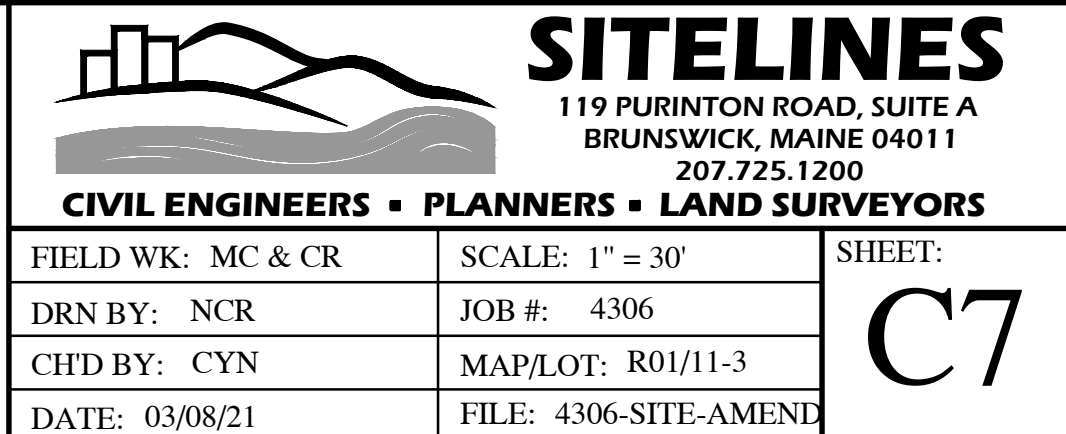 SITELINES
119 PURINTON ROAD, SUITE A
BRUNSWICK, MAINE 04011
207.725.1200
CIVIL ENGINEERS ▪ PLANNERS ▪ LAND SURVEYORS
FIELD WK: MC & CR
SCALE: 1" = 30'
SHEET:
C7
DRN BY: NCR
JOB #: 4306
CH'D BY: CYN
MAP/LOT: R01/11-3
DATE: 03/08/21
FILE: 4306-SITE-AMEND